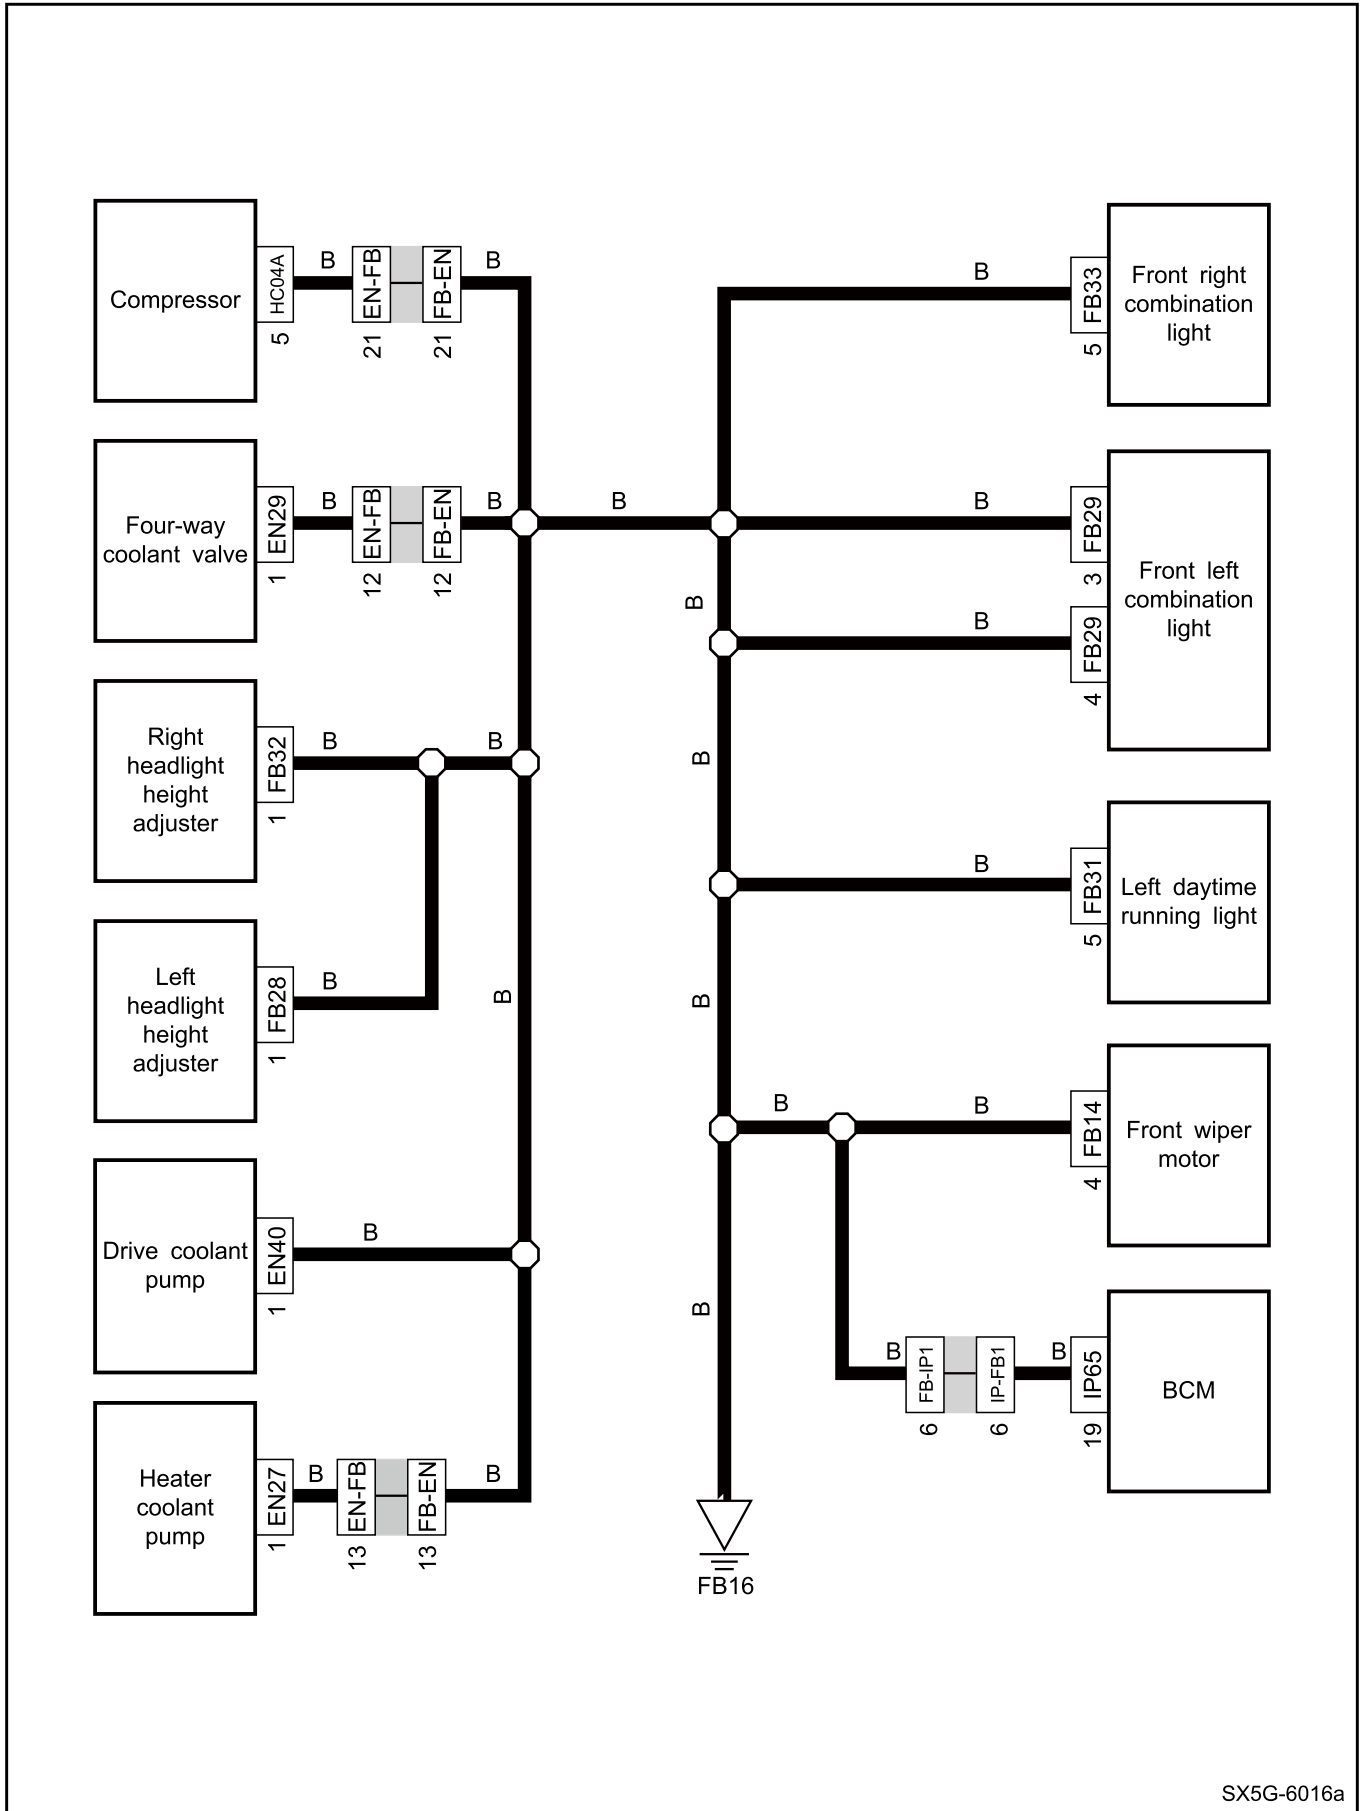 Compressor
HC04A
5
B
EN-FB
21
FB-EN
21
B
Four-way
coolant valve
EN29
1
B
EN-FB
12
FB-EN
12
B
B
Right
headlight
height
adjuster
FB32
1
B
B
Left
headlight
height
adjuster
FB28
1
B
B
Drive coolant
pump
EN40
1
B
Heater
coolant
pump
EN27
1
B
EN-FB
13
FB-EN
13
B
B
FB33
5
Front right
combination
light
B
FB29
3
B
B
FB29
4
Front left
combination
light
B
B
FB31
5
Left daytime
running light
B
B
B
FB14
4
Front wiper
motor
B
B
FB-IP1
6
IP-FB1
6
B
IP65
19
BCM
FB16
SX5G-6016a